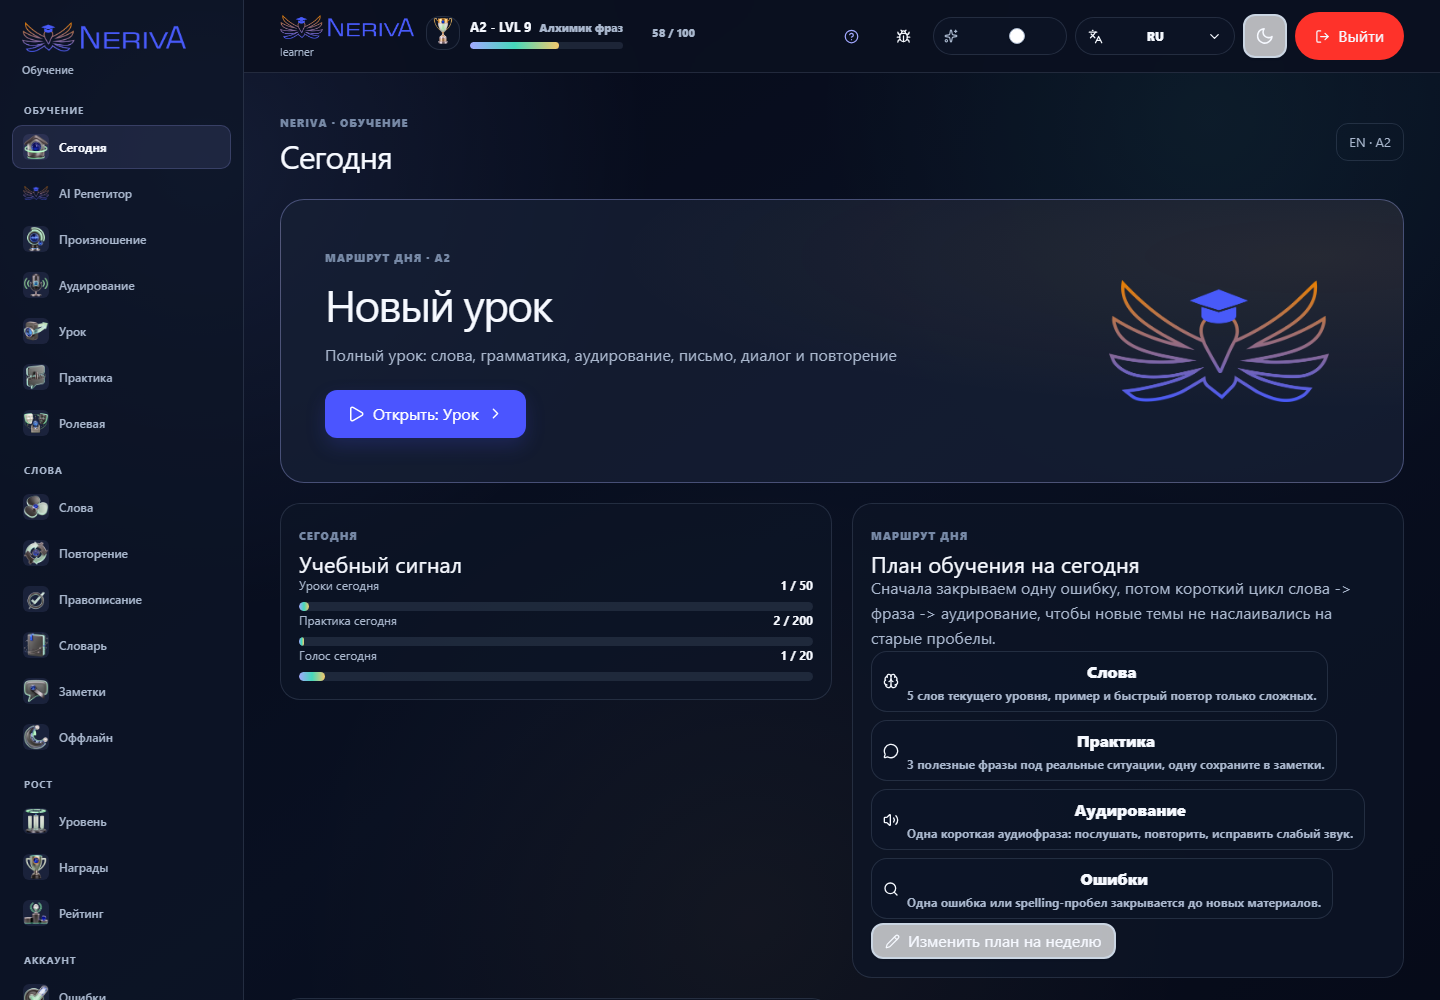 NERIVA
Обучение
ОБУЧЕНИЕ
Сегодня
AI Репетитор
Произношение
Аудирование
Урок
Практика
Ролевая
СЛОВА
Слова
Повторение
Правописание
Словарь
Заметки
Оффлайн
РОСТ
Уровень
Награды
Рейтинг
АККАУНТ
Ошибки
NERIVA
learner
A2 - LVL 9 Алхимик фраз
58 / 100
RU
Выйти
NERIVA · ОБУЧЕНИЕ
Сегодня
EN · A2
МАРШРУТ ДНЯ · A2
Новый урок
Полный урок: слова, грамматика, аудирование, письмо, диалог и повторение
Открыть: Урок
СЕГОДНЯ
Учебный сигнал
Уроки сегодня 1 / 50
Практика сегодня 2 / 200
Голос сегодня 1 / 20
МАРШРУТ ДНЯ
План обучения на сегодня
Сначала закрываем одну ошибку, потом короткий цикл слова ->
фраза -> аудирование, чтобы новые темы не наслаивались на
старые пробелы.
Слова
5 слов текущего уровня, пример и быстрый повтор только сложных.
Практика
3 полезные фразы под реальные ситуации, одну сохраните в заметки.
Аудирование
Одна короткая аудиофраза: послушать, повторить, исправить слабый звук.
Ошибки
Одна ошибка или spelling-пробел закрывается до новых материалов.
Изменить план на неделю